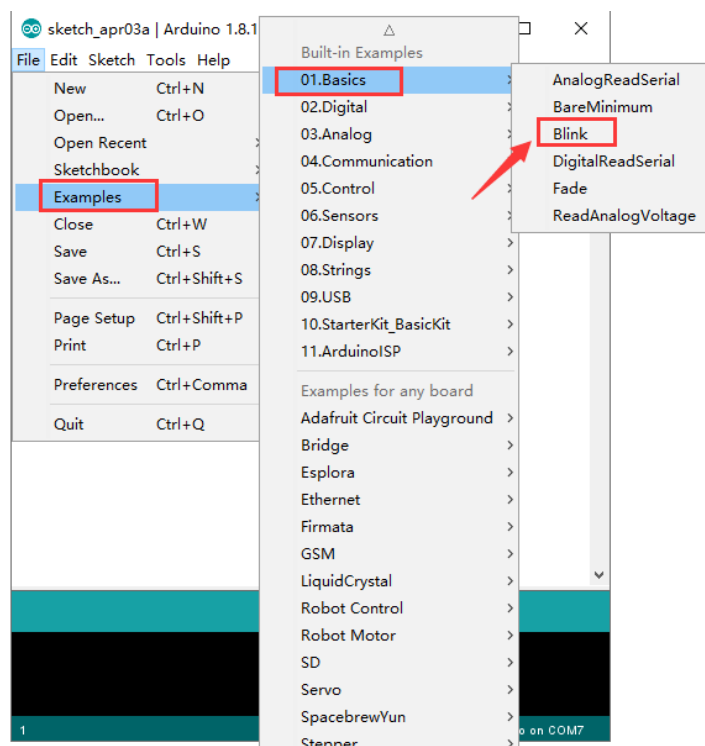 sketch_apr03a | Arduino 1.8.1
File Edit Sketch Tools Help
New Ctrl+N
Open... Ctrl+O
Open Recent
Sketchbook
Examples
Close Ctrl+W
Save Ctrl+S
Save As... Ctrl+Shift+S
Page Setup Ctrl+Shift+P
Print Ctrl+P
Preferences Ctrl+Comma
Quit Ctrl+Q
Built-in Examples
01.Basics
02.Digital
03.Analog
04.Communication
05.Control
06.Sensors
07.Display
08.Strings
09.USB
10.StarterKit_BasicKit
11.ArduinoISP
Examples for any board
Adafruit Circuit Playground
Bridge
Esplora
Ethernet
Firmata
GSM
LiquidCrystal
Robot Control
Robot Motor
SD
Servo
SpacebrewYun
Stepper
AnalogReadSerial
BareMinimum
Blink
DigitalReadSerial
Fade
ReadAnalogVoltage
1
o on COM7